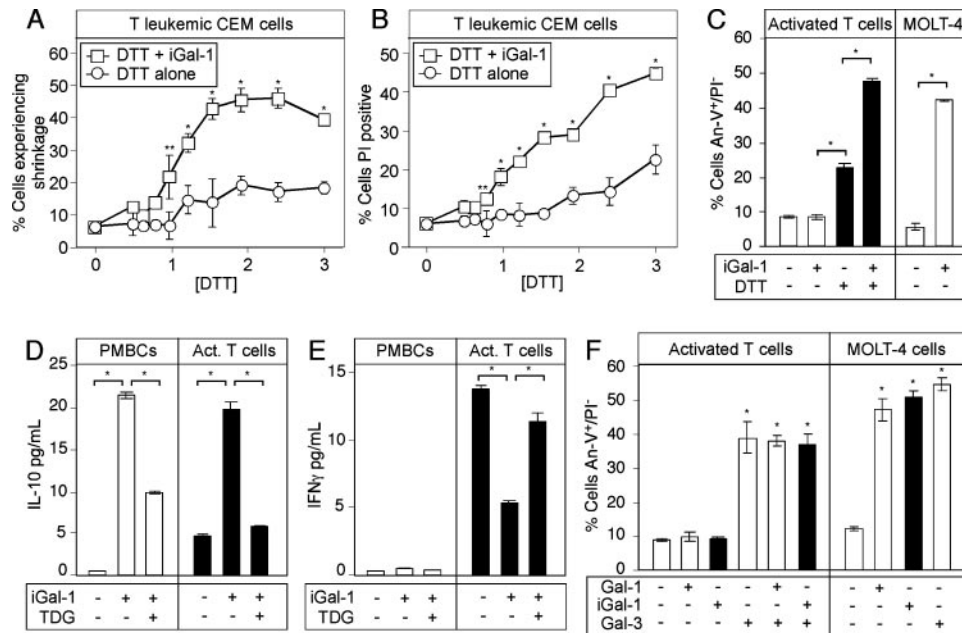 A
T leukemic CEM cells
DTT + iGal-1
DTT alone
% Cells experiencing
shrinkage
60
50
40
30
20
10
0
0 1 2 3
** * * * * *
[DTT]
B
T leukemic CEM cells
DTT + iGal-1
DTT alone
% Cells PI positive
60
50
40
30
20
10
0
0 1 2 3
** * * * * * *
[DTT]
C
Activated T cells MOLT-4
% Cells An-V+/PI-
60
50
40
30
20
10
0
* * *
iGal-1 - + - + - +
DTT - - + + - -
D
PMBCs Act. T cells
IL-10 pg/mL
25
20
15
10
5
0
* * * *
iGal-1 - + + - + +
TDG - - + - - +
E
PMBCs Act. T cells
IFNγ pg/mL
15
10
5
0
* *
iGal-1 - + + - + +
TDG - - + - - +
F
Activated T cells MOLT-4 cells
% Cells An-V+/PI-
60
50
40
30
20
10
0
* * * * * *
Gal-1 - + - - + - - + - -
iGal-1 - - + - - + - - + -
Gal-3 - - - + + + - - - +